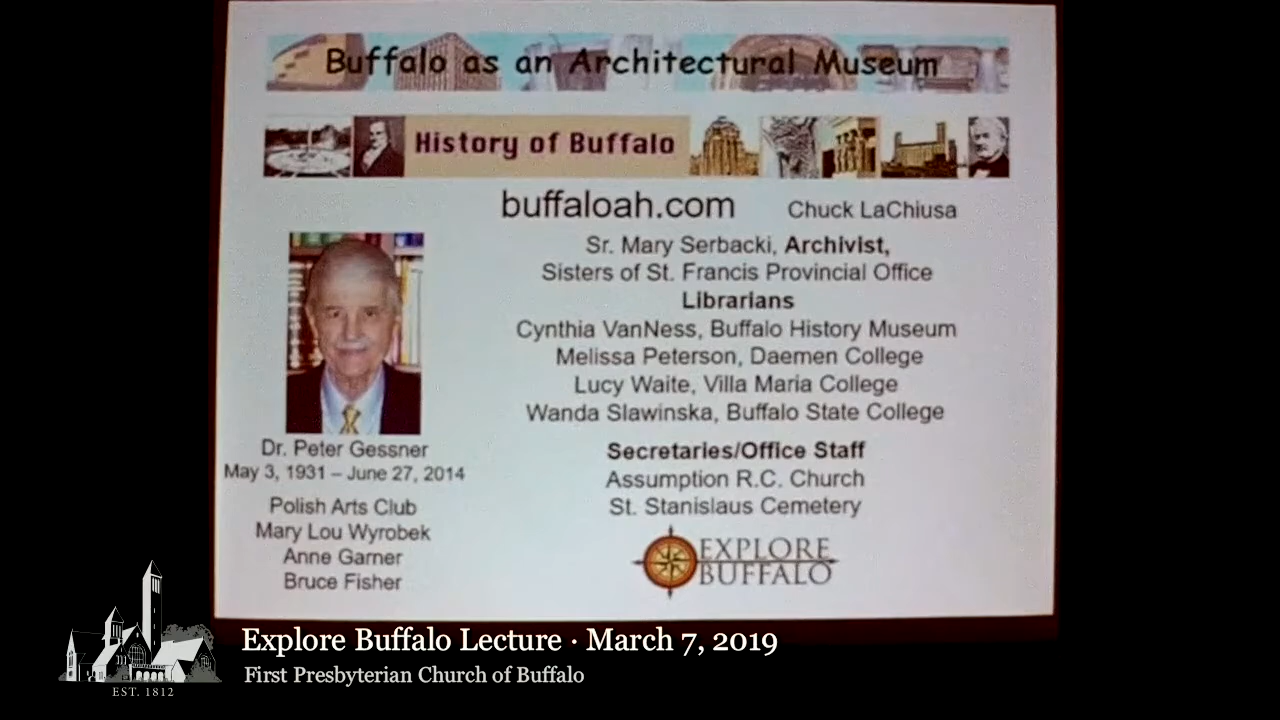 Buffalo as an Architectural Museum
History of Buffalo
buffaloah.com
Chuck LaChiusa
Sr. Mary Serbacki, Archivist,
Sisters of St. Francis Provincial Office
Librarians
Cynthia VanNess, Buffalo History Museum
Melissa Peterson, Daemen College
Lucy Waite, Villa Maria College
Wanda Slawinska, Buffalo State College
Secretaries/Office Staff
Assumption R.C. Church
St. Stanislaus Cemetery
EXPLORE
BUFFALO
Dr. Peter Gessner
May 3, 1931 – June 27, 2014
Polish Arts Club
Mary Lou Wyrobek
Anne Garner
Bruce Fisher
Explore Buffalo Lecture · March 7, 2019
First Presbyterian Church of Buffalo
EST. 1812